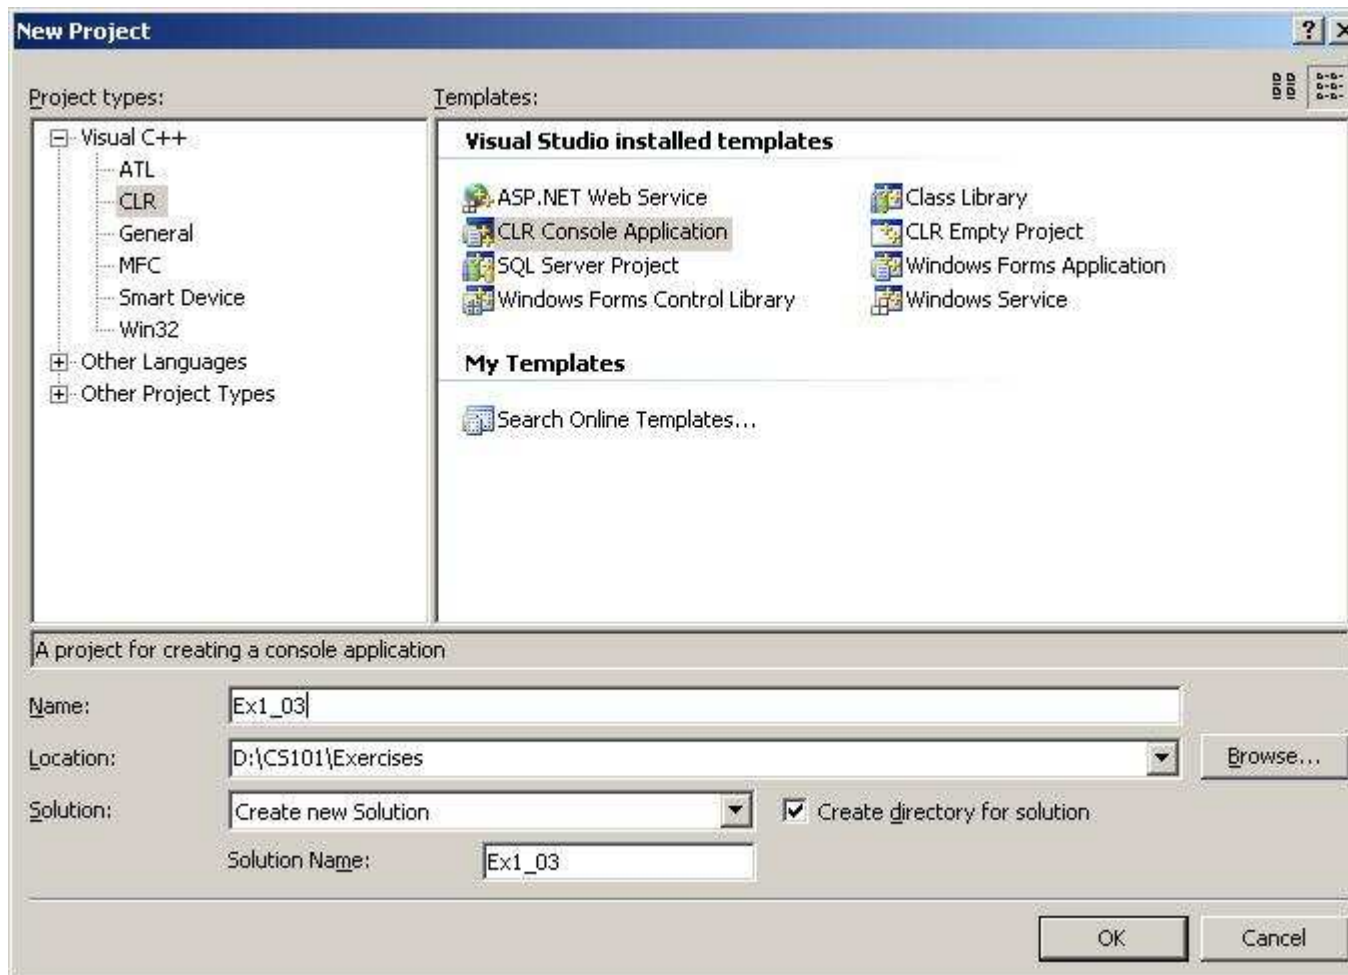 New Project
Project types:
Templates:
Visual C++
ATL
CLR
General
MFC
Smart Device
Win32
Other Languages
Other Project Types
Visual Studio installed templates
ASP.NET Web Service
Class Library
CLR Console Application
CLR Empty Project
SQL Server Project
Windows Forms Application
Windows Forms Control Library
Windows Service
My Templates
Search Online Templates...
A project for creating a console application
Name:
Ex1_03
Location:
D:\CS101\Exercises
Browse...
Solution:
Create new Solution
Create directory for solution
Solution Name:
Ex1_03
OK
Cancel